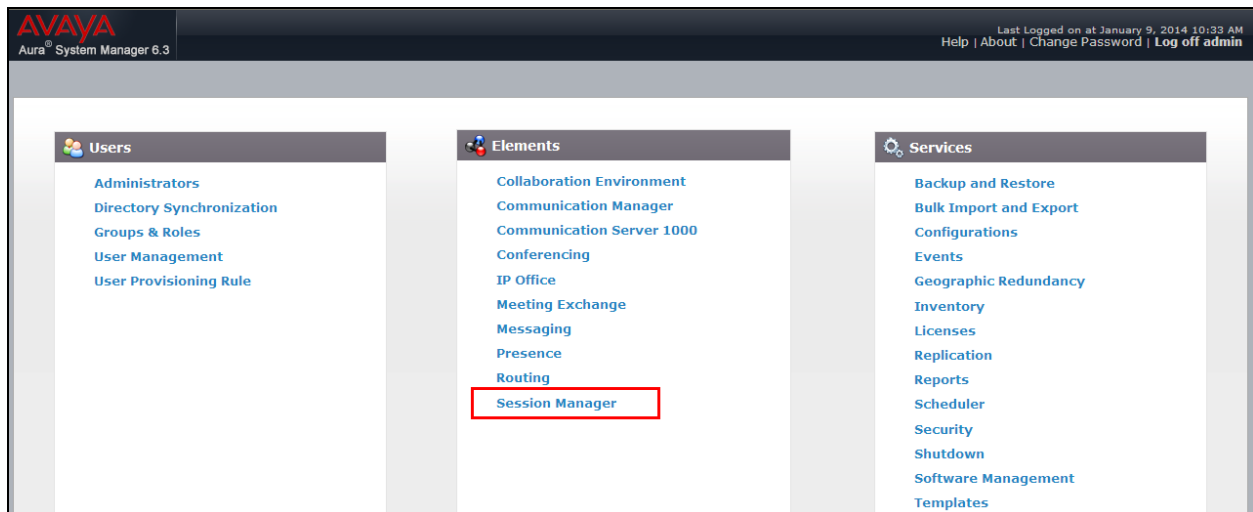 AVAYA
Aura® System Manager 6.3
Last Logged on at January 9, 2014 10:33 AM
Help | About | Change Password | Log off admin
Users
Administrators
Directory Synchronization
Groups & Roles
User Management
User Provisioning Rule
Elements
Collaboration Environment
Communication Manager
Communication Server 1000
Conferencing
IP Office
Meeting Exchange
Messaging
Presence
Routing
Session Manager
Services
Backup and Restore
Bulk Import and Export
Configurations
Events
Geographic Redundancy
Inventory
Licenses
Replication
Reports
Scheduler
Security
Shutdown
Software Management
Templates